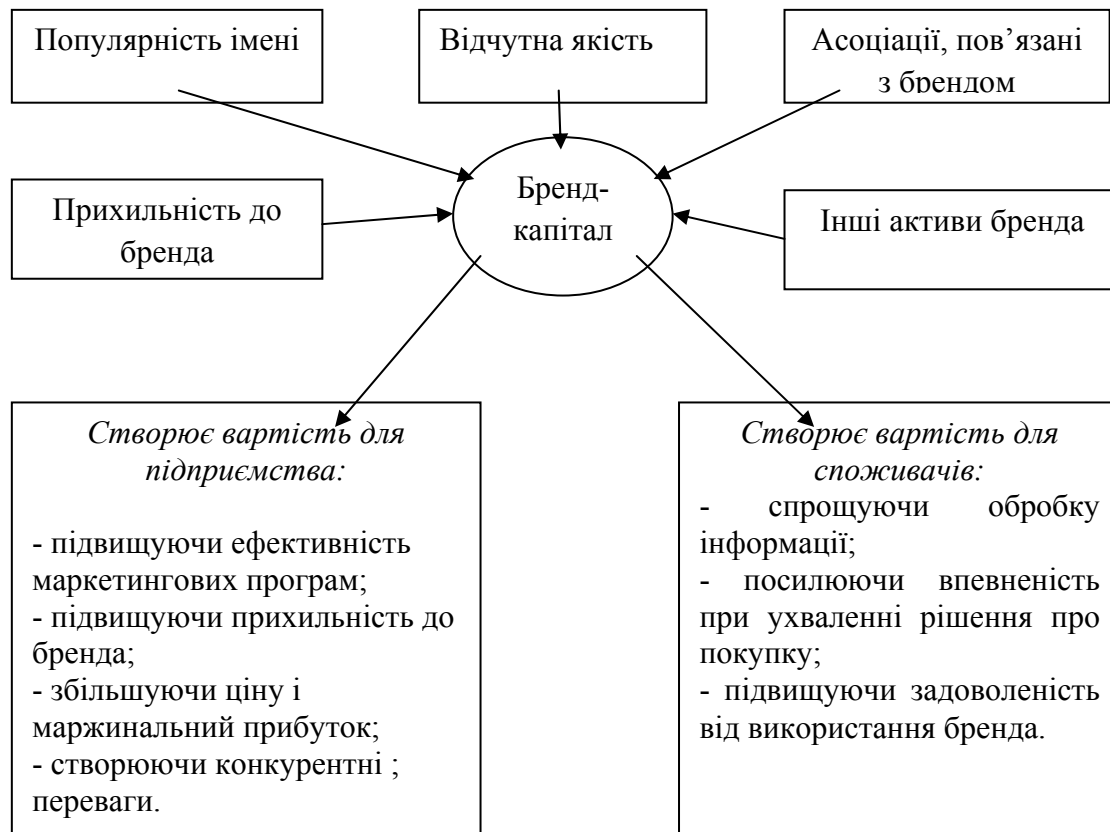 Популярність імені
Відчутна якість
Асоціації, пов’язані
з брендом
Прихильність до
бренда
Бренд-
капітал
Інші активи бренда
Створює вартість для
підприємства:
- підвищуючи ефективність
маркетингових програм;
- підвищуючи прихильність до
бренда;
- збільшуючи ціну і
маржинальний прибуток;
- створюючи конкурентні ;
переваги.
Створює вартість для
споживачів:
- спрощуючи обробку
інформації;
- посилюючи впевненість
при ухваленні рішення про
покупку;
- підвищуючи задоволеність
від використання бренда.